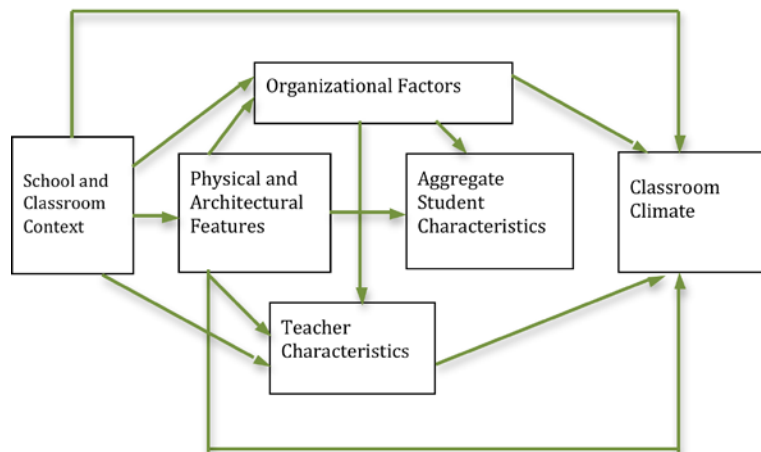 Organizational Factors
School and
Classroom
Context
Physical and
Architectural
Features
Aggregate
Student
Characteristics
Classroom
Climate
Teacher
Characteristics